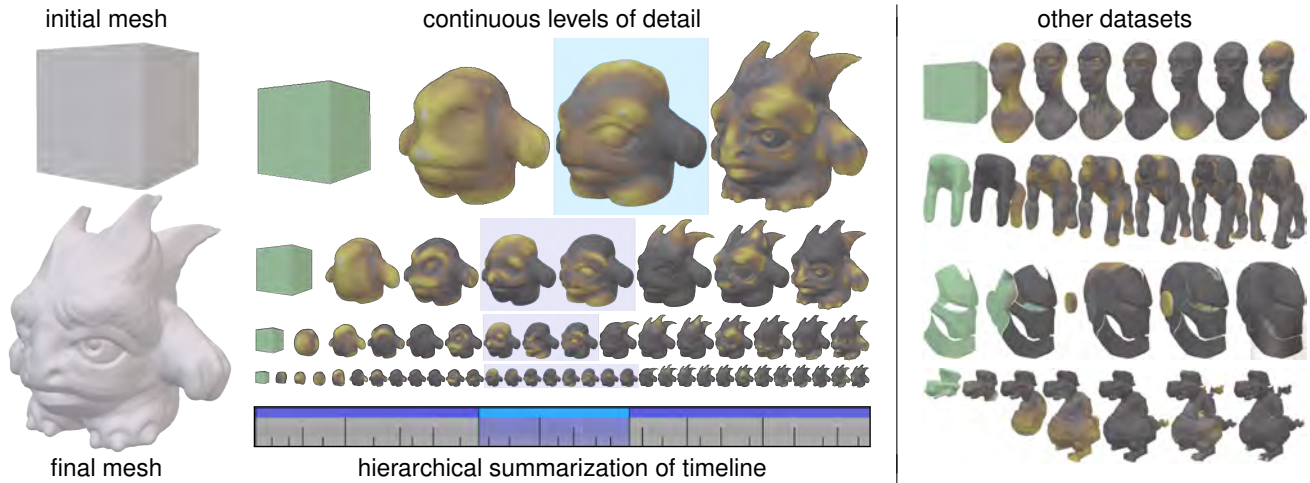 initial mesh
continuous levels of detail
other datasets
final mesh
hierarchical summarization of timeline